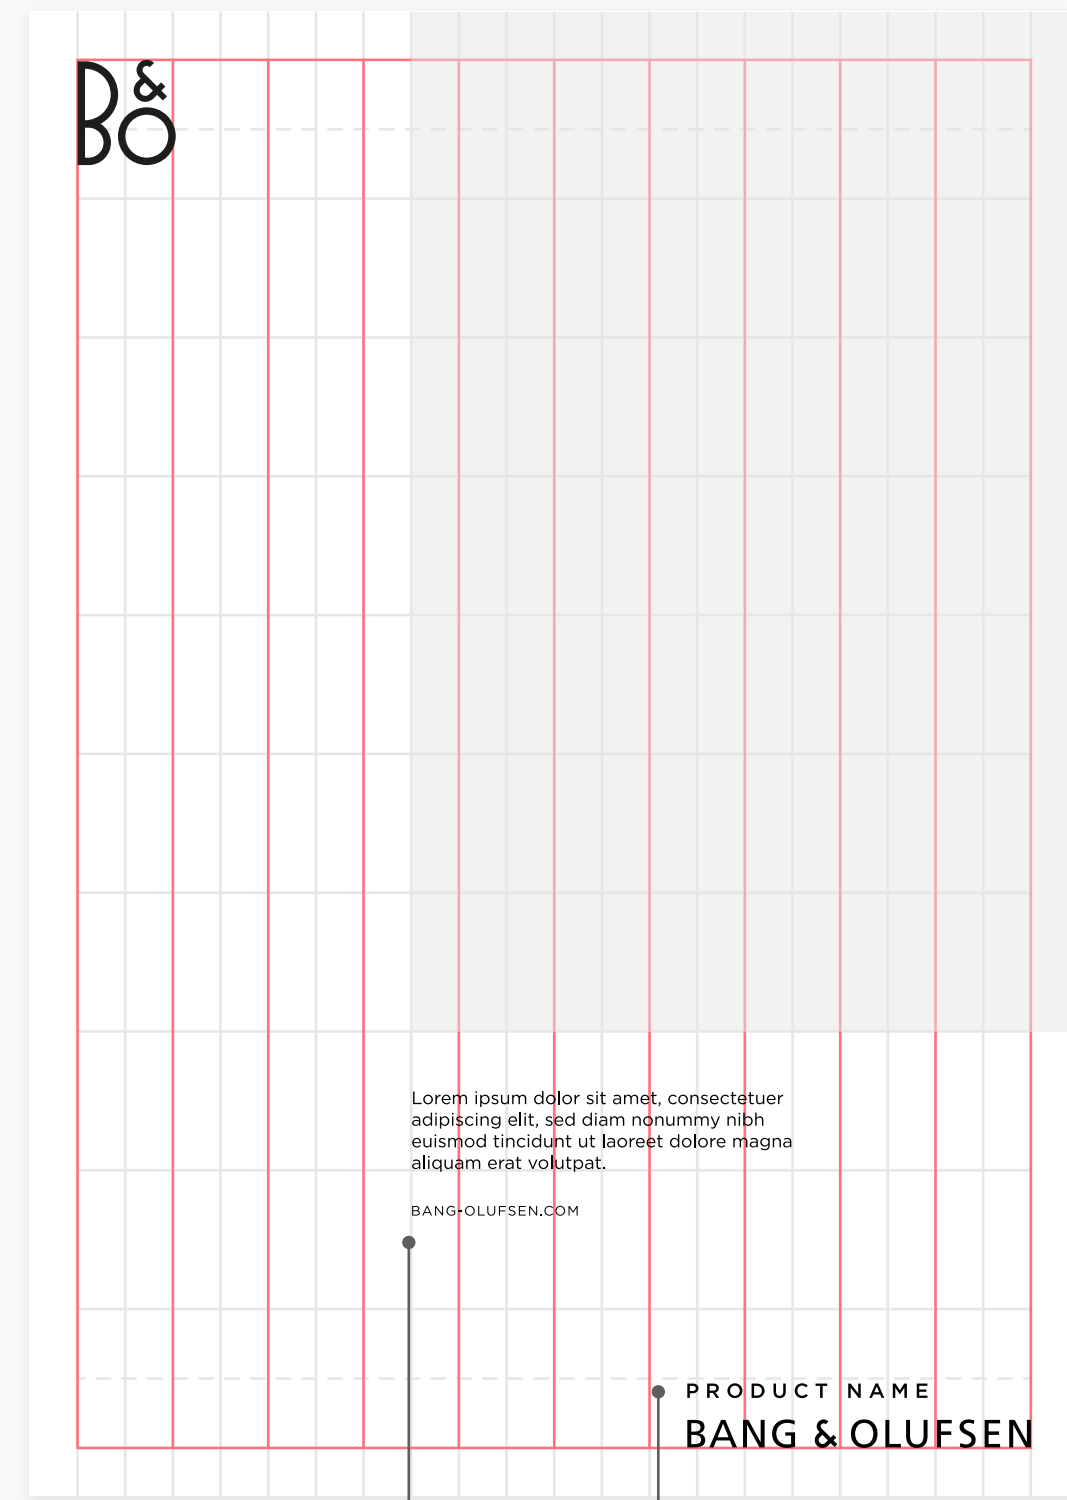 B&O
Lorem ipsum dolor sit amet, consectetuer
adipiscing elit, sed diam nonummy nibh
euismod tincidunt ut laoreet dolore magna
aliquam erat volutpat.
BANG-OLUFSEN.COM
PRODUCT NAME
BANG & OLUFSEN